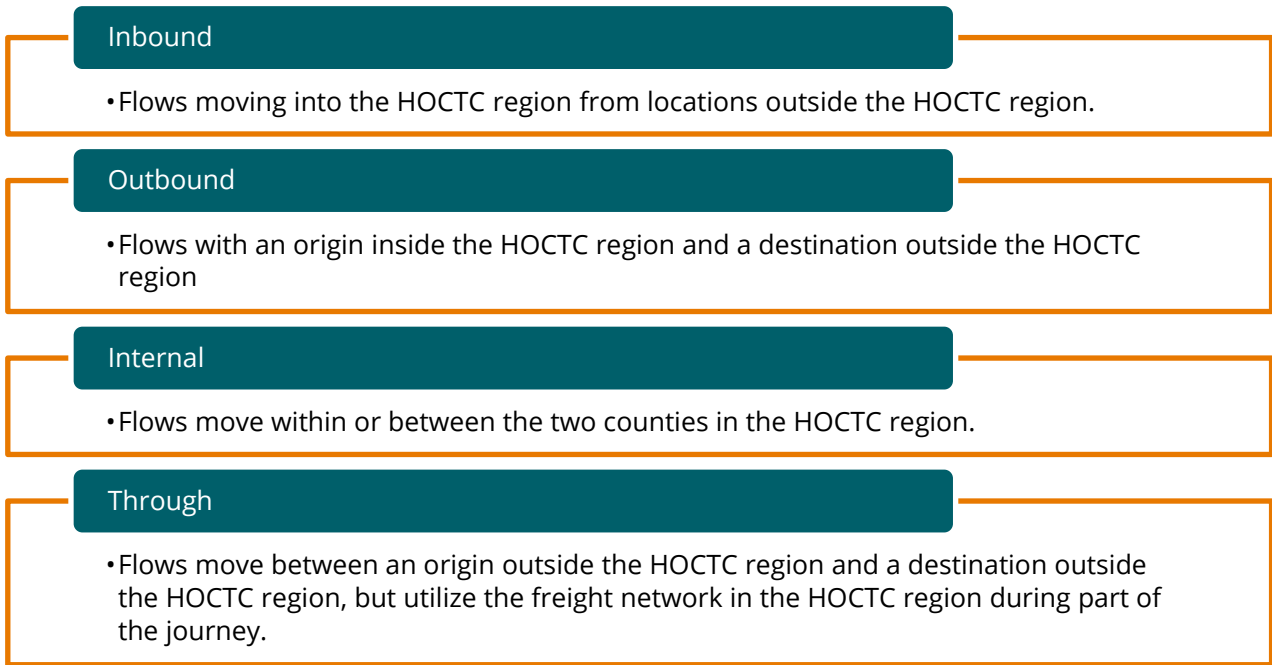 Inbound
•Flows moving into the HOCTC region from locations outside the HOCTC region.
Outbound
•Flows with an origin inside the HOCTC region and a destination outside the HOCTC
region
Internal
•Flows move within or between the two counties in the HOCTC region.
Through
•Flows move between an origin outside the HOCTC region and a destination outside
the HOCTC region, but utilize the freight network in the HOCTC region during part of
the journey.